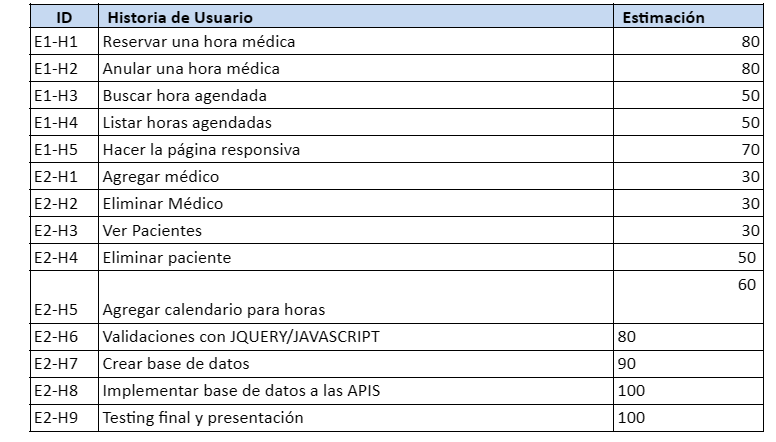 ID Historia de Usuario Estimación
E1-H1 Reservar una hora médica 80
E1-H2 Anular una hora médica 80
E1-H3 Buscar hora agendada 50
E1-H4 Listar horas agendadas 50
E1-H5 Hacer la página responsiva 70
E2-H1 Agregar médico 30
E2-H2 Eliminar Médico 30
E2-H3 Ver Pacientes 30
E2-H4 Eliminar paciente 50
60
E2-H5 Agregar calendario para horas
E2-H6 Validaciones con JQUERY/JAVASCRIPT 80
E2-H7 Crear base de datos 90
E2-H8 Implementar base de datos a las APIS 100
E2-H9 Testing final y presentación 100